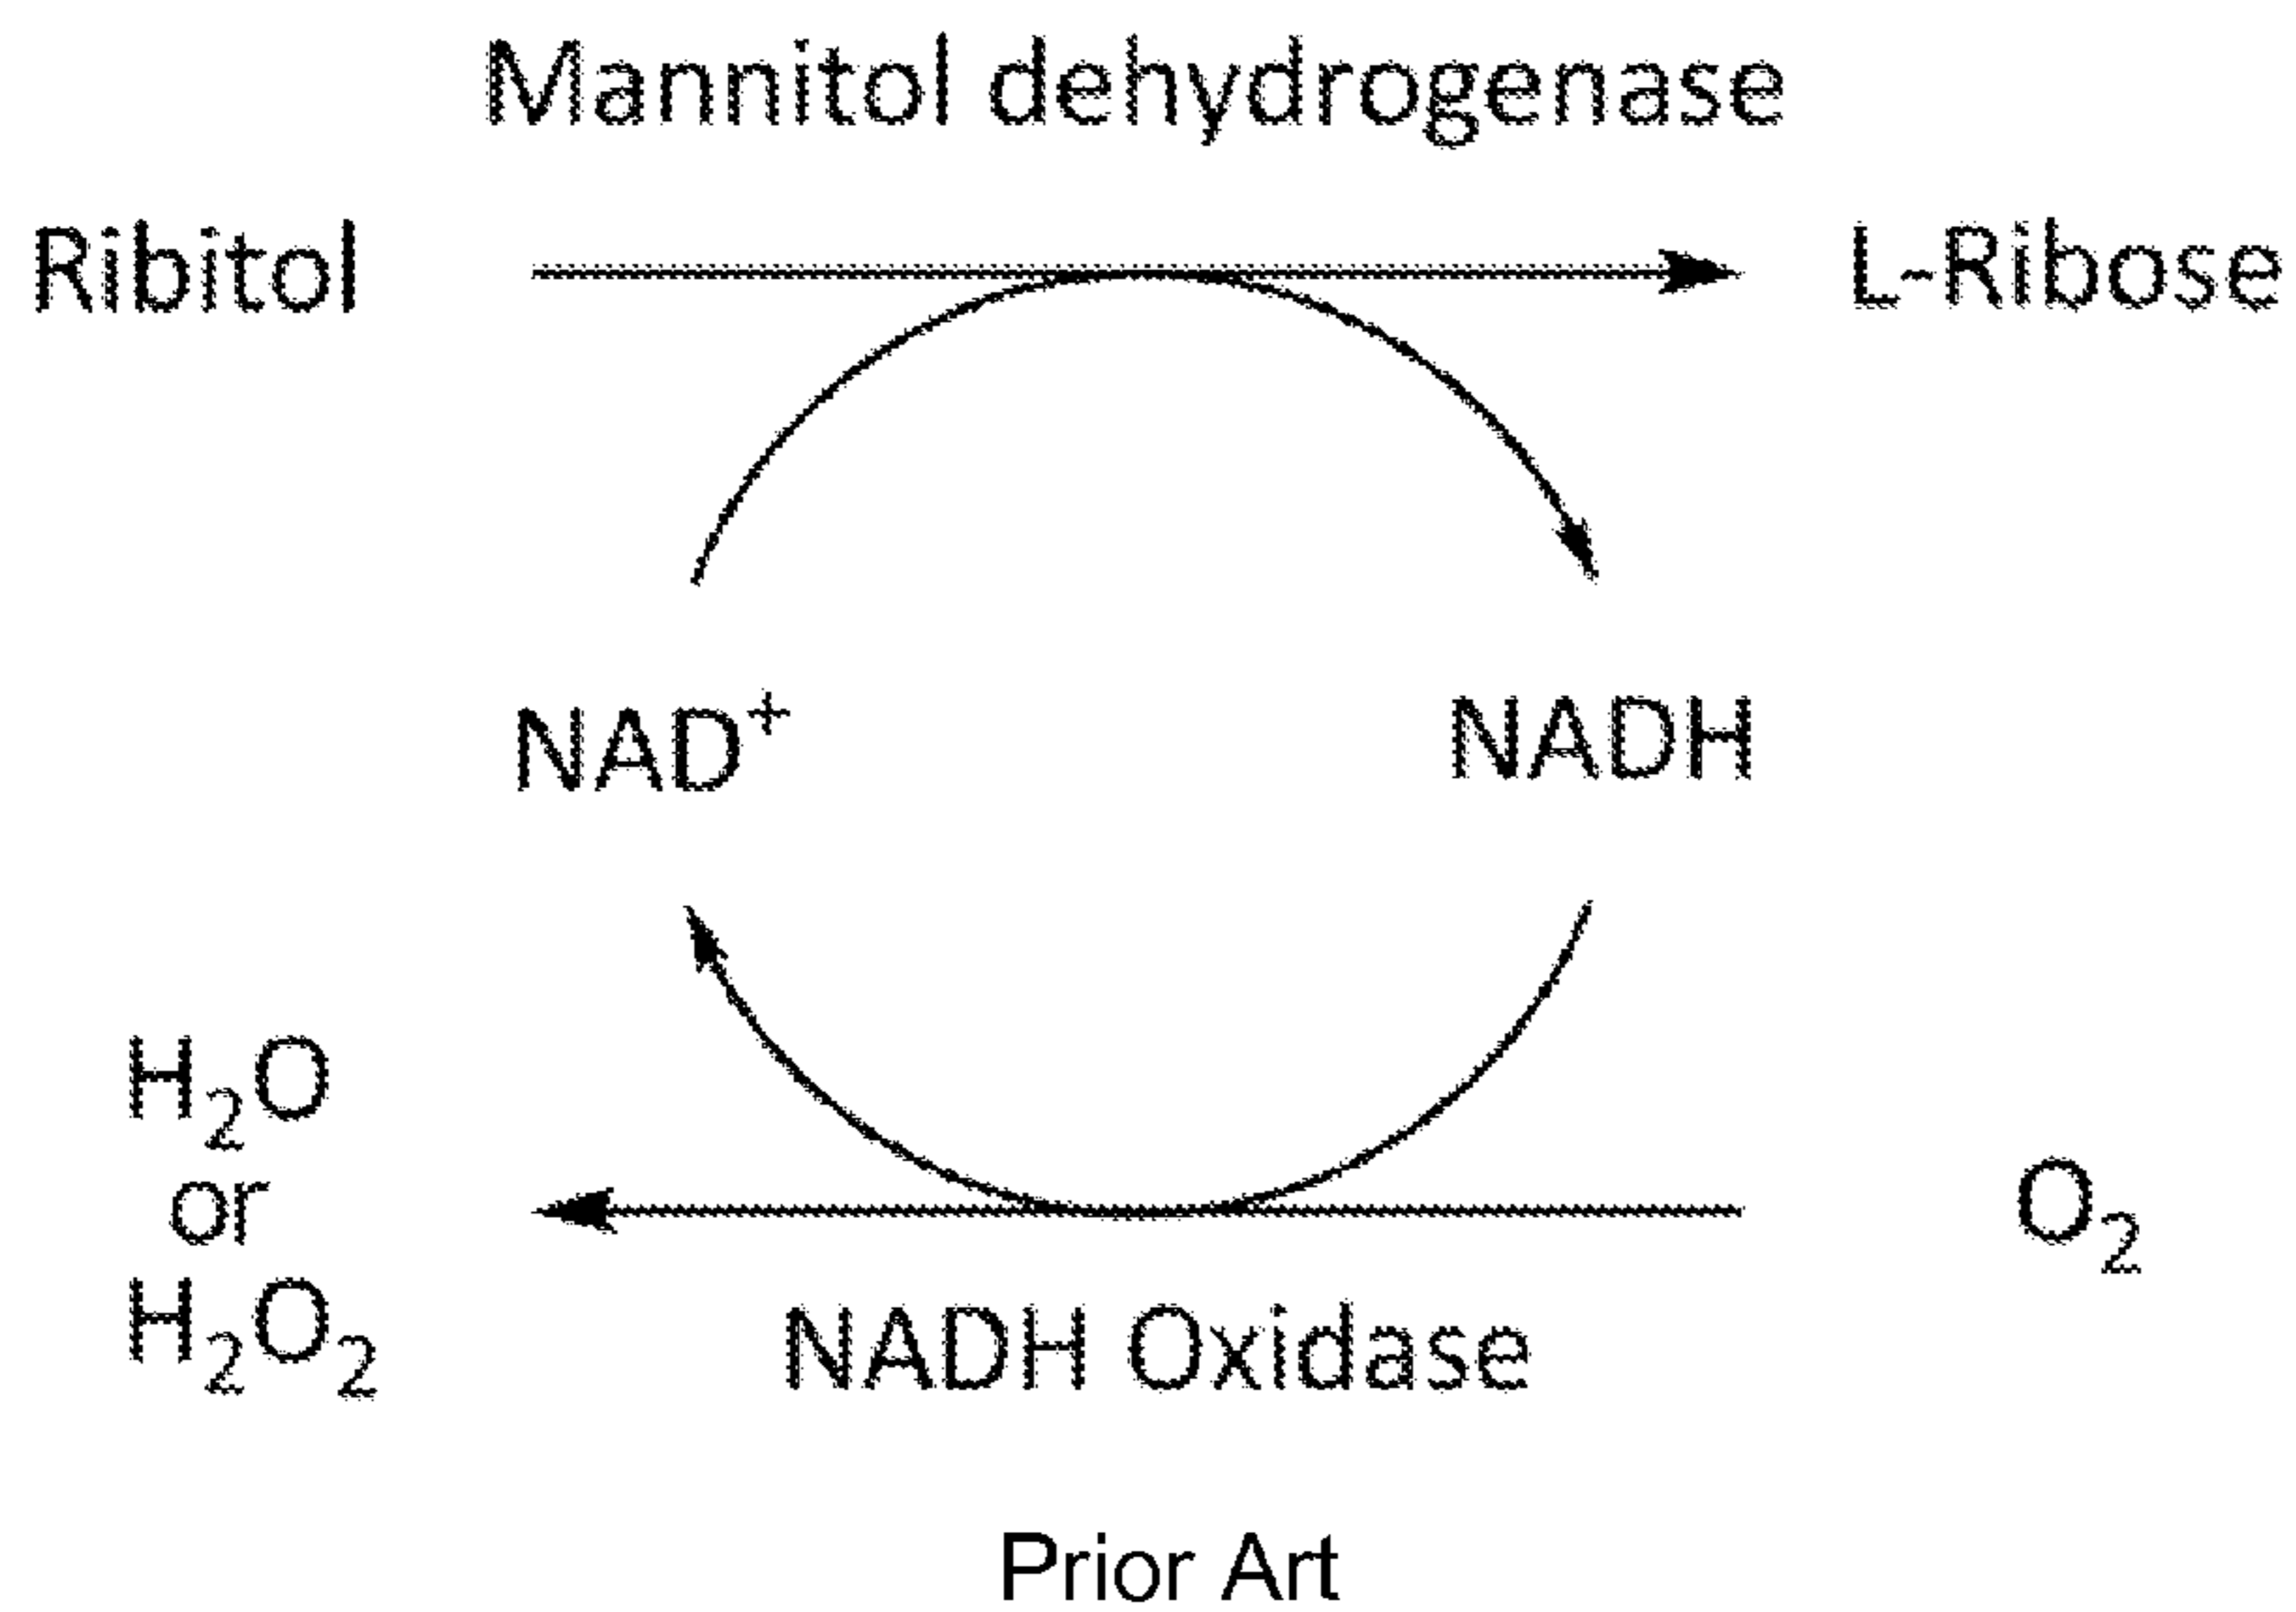 Mannitol dehydrogenase
Ribitol
L-Ribose
NAD⁺
NADH
H₂O
or
H₂O₂
O₂
NADH Oxidase
Prior Art